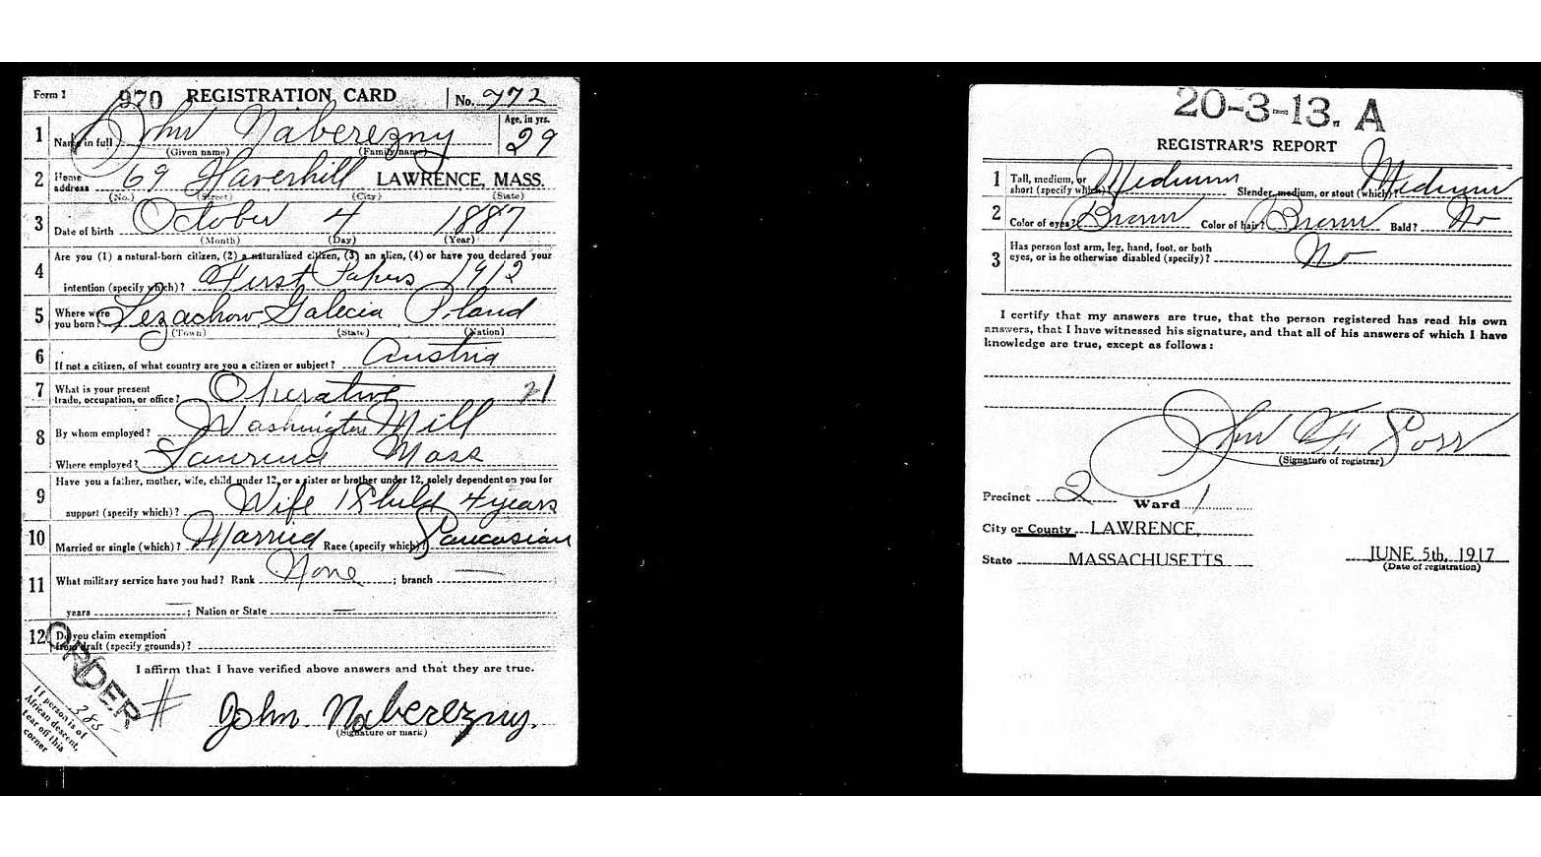 Form 1 970 REGISTRATION CARD No. 972
1 Name in full John Naberezny Age, in yrs. 29
(Given name) (Family name)
2 Home address 69 Haverhill LAWRENCE, MASS.
(No.) (Street) (City) (State)
3 Date of birth October 4 1887
(Month) (Day) (Year)
4 Are you (1) a natural-born citizen, (2) a naturalized citizen, (3) an alien, (4) or have you declared your
intention (specify which)? First Papers 1912
5 Where were you born? Lezachow Galecia Poland
(Town) (State) (Nation)
6 If not a citizen, of what country are you a citizen or subject? Austria
7 What is your present trade, occupation, or office? Operative 21
8 By whom employed? Washington Mill
Where employed? Lawrence Mass
9 Have you a father, mother, wife, child under 12, or a sister or brother under 12, solely dependent on you for
support (specify which)? Wife 1 Child 4 years
10 Married or single (which)? Married Race (specify which)? Caucasian
11 What military service have you had? Rank None ; branch
years ; Nation or State
12 Do you claim exemption from draft (specify grounds)?
I affirm that I have verified above answers and that they are true.
ORDER
# 385
John Naberezny.
(Signature or mark)
If person is of
African descent,
tear off this
corner
20-3-13. A
REGISTRAR'S REPORT
1 Tall, medium, or short (specify which)? Medium Slender, medium, or stout (which)? Medium
2 Color of eyes? Brown Color of hair? Brown Bald? No
3 Has person lost arm, leg, hand, foot, or both
eyes, or is he otherwise disabled (specify)? No
I certify that my answers are true, that the person registered has read his own
answers, that I have witnessed his signature, and that all of his answers of which I have
knowledge are true, except as follows:
John F.
(Signature of registrar)
Precinct 2 Ward 1
City or County LAWRENCE,
State MASSACHUSETTS JUNE 5th, 1917
(Date of registration)